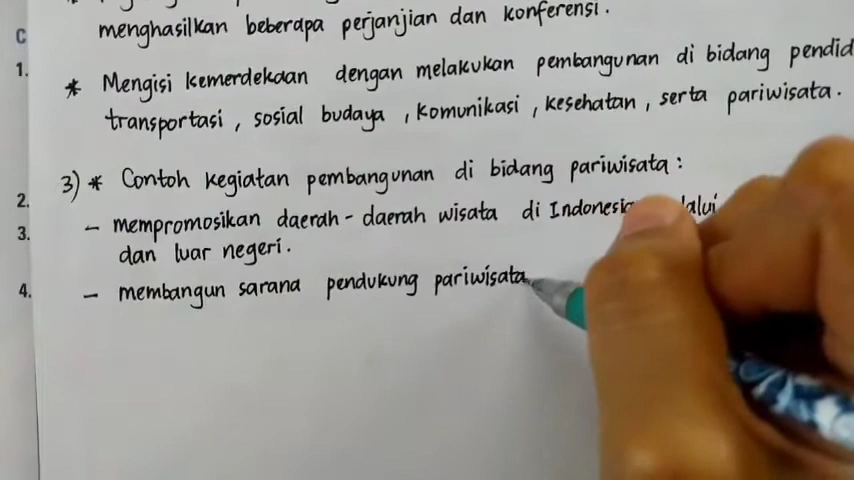 menghasilkan beberapa perjanjian dan konferensi.
C
1.
* Mengisi kemerdekaan dengan melakukan pembangunan di bidang pendid
transportasi, sosial budaya, komunikasi, kesehatan, serta pariwisata.
3) * Contoh kegiatan pembangunan di bidang pariwisata :
2.
- mempromosikan daerah-daerah wisata di Indonesia
3.
dan luar negeri.
4.
- membangun sarana pendukung pariwisata